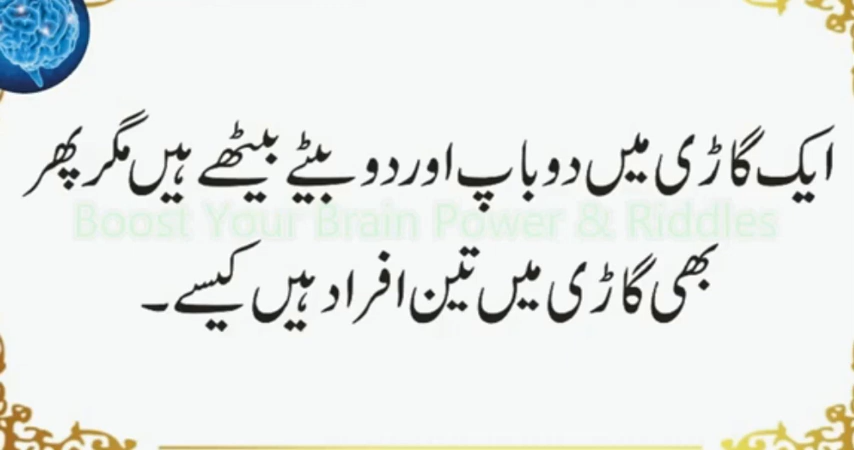 ایک گاڑی میں دو باپ اور دو بیٹے بیٹھے ہیں مگر پھر
Boost Your Brain Power & Riddles
بھی گاڑی میں تین افراد ہیں کیسے۔